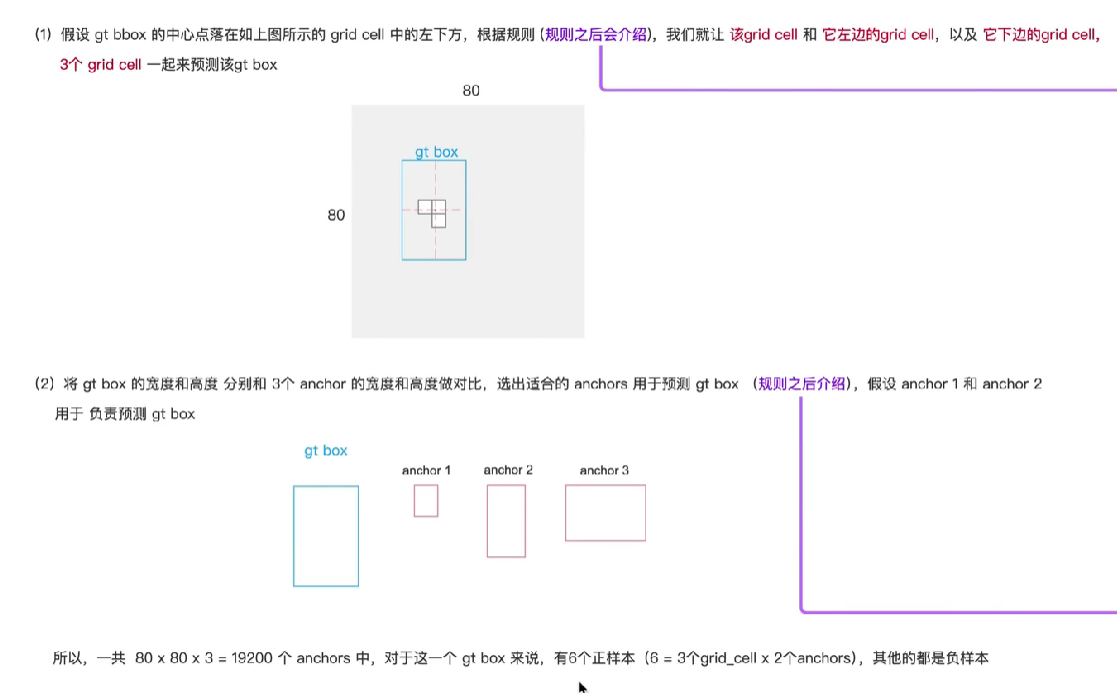 (1) 假设 gt bbox 的中心点落在如上图所示的 grid cell 中的左下方，根据规则 (规则之后会介绍)，我们就让 该grid cell 和 它左边的grid cell，以及 它下边的grid cell,
3个 grid cell 一起来预测该gt box
80
gt box
80
(2) 将 gt box 的宽度和高度 分别和 3个 anchor 的宽度和高度做对比，选出适合的 anchors 用于预测 gt box （规则之后介绍)，假设 anchor 1 和 anchor 2
用于 负责预测 gt box
gt box
anchor 1 anchor 2 anchor 3
所以，一共 80 x 80 x 3 = 19200 个 anchors 中，对于这一个 gt box 来说，有6个正样本（6 = 3个grid_cell x 2个anchors)，其他的都是负样本